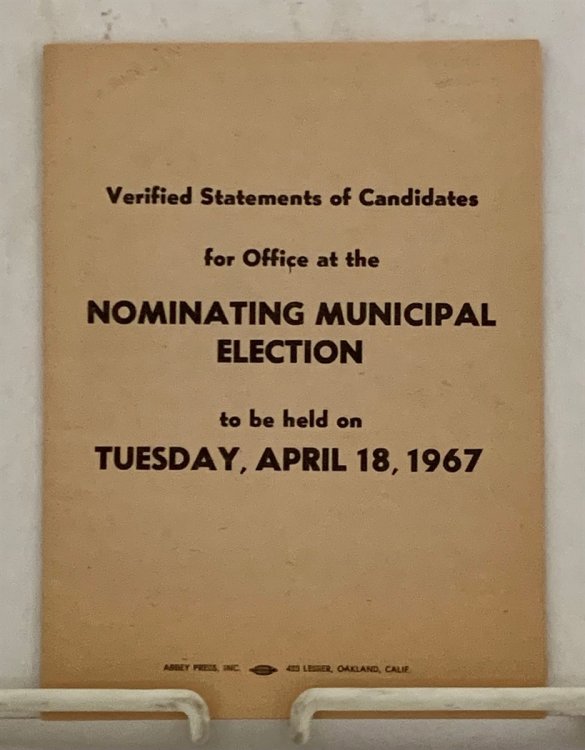 Verified Statements of Candidates
for Office at the
NOMINATING MUNICIPAL
ELECTION
to be held on
TUESDAY, APRIL 18, 1967
ABBEY PRESS, INC. LESSER, OAKLAND, CALIF.